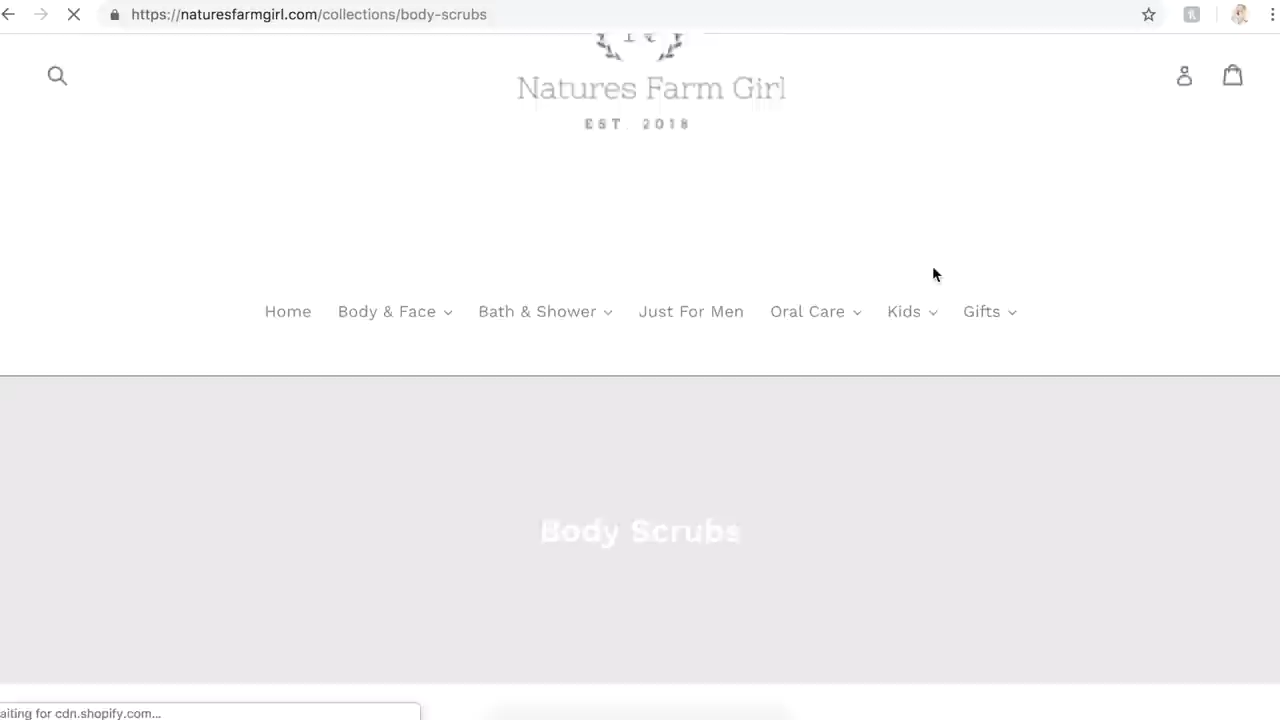 https://naturesfarmgirl.com/collections/body-scrubs
Natures Farm Girl
EST. 2018
Home Body & Face Bath & Shower Just For Men Oral Care Kids Gifts
Body Scrubs
aiting for cdn.shopify.com...